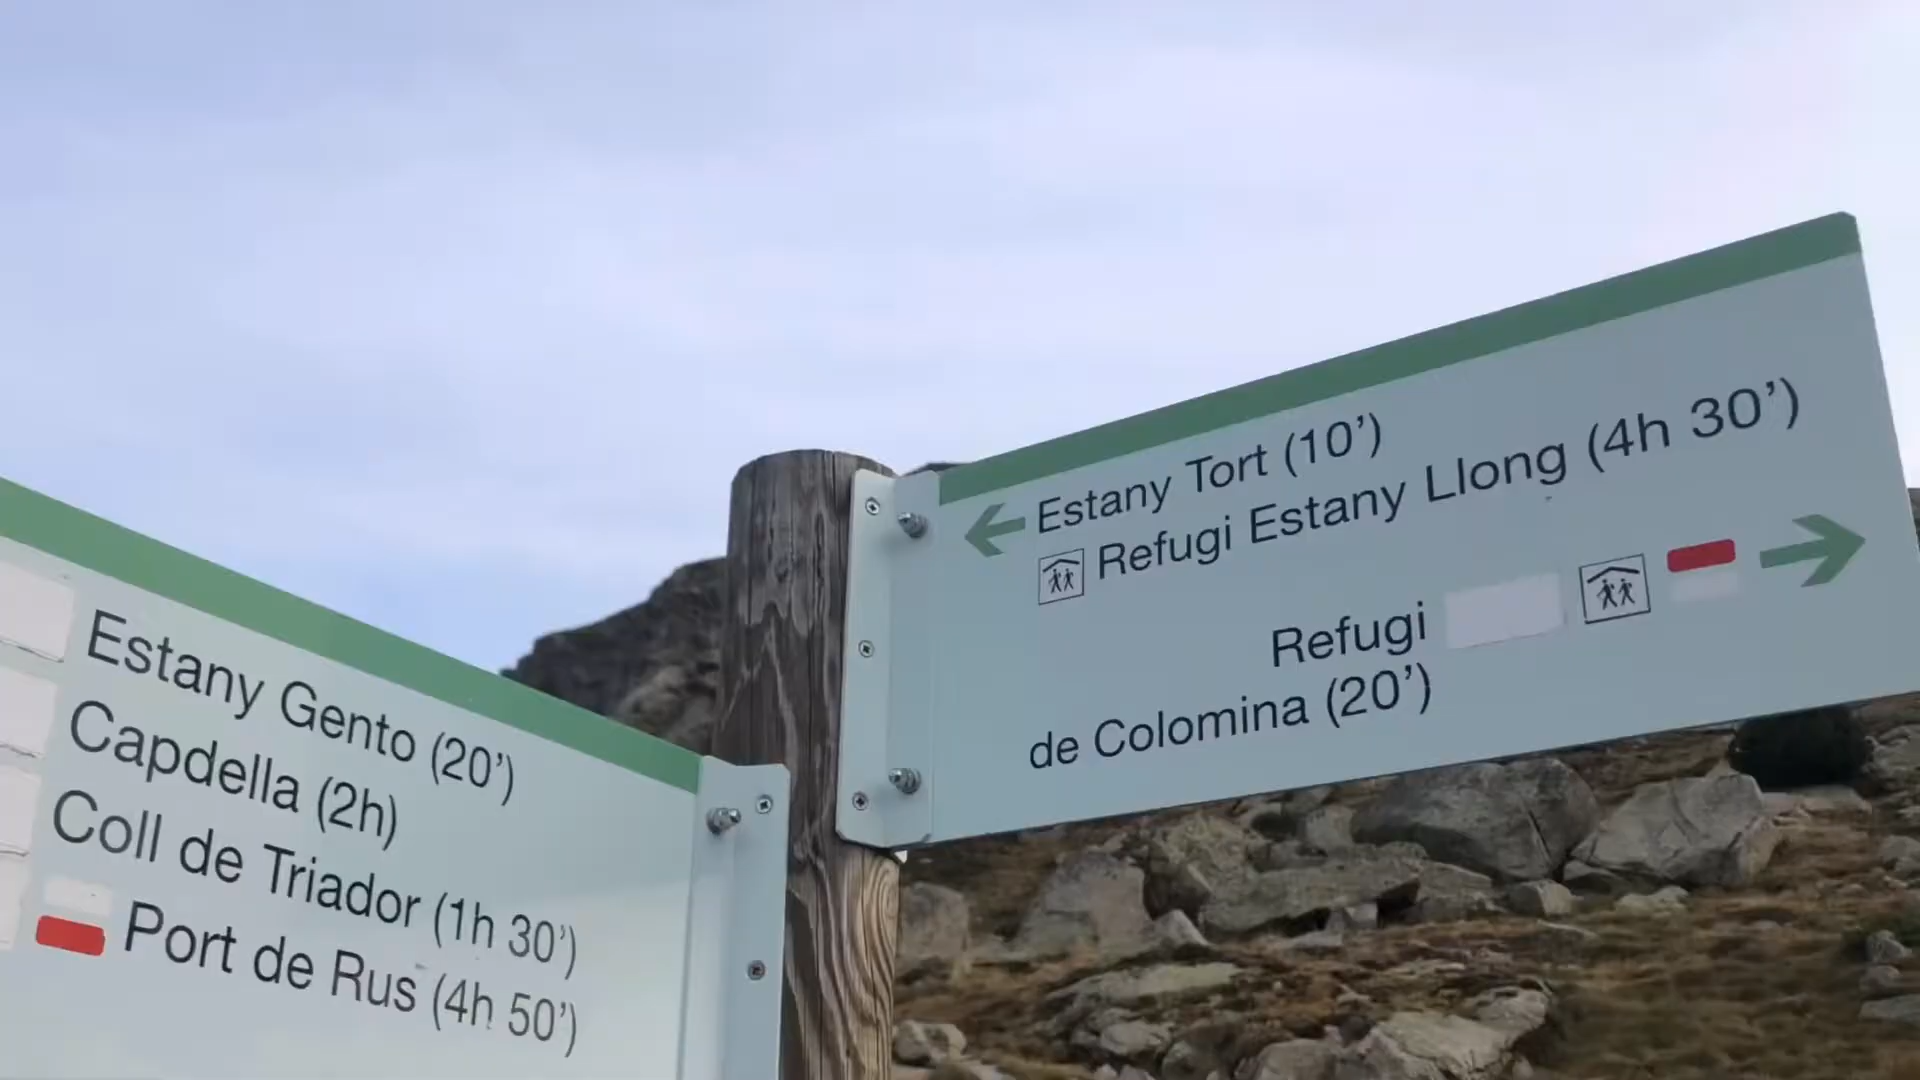 Estany Gento (20')
Capdella (2h)
Coll de Triador (1h 30')
Port de Rus (4h 50')
Estany Tort (10')
Refugi Estany Llong (4h 30')
Refugi
de Colomina (20')